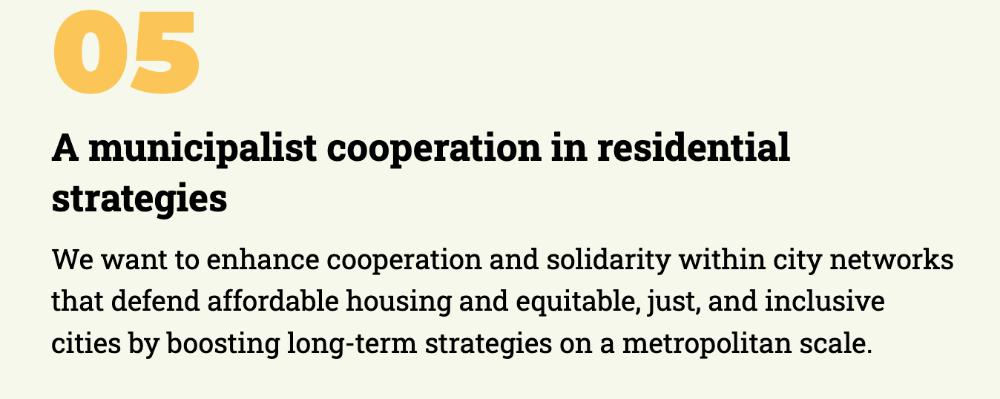 05
A municipalist cooperation in residential
strategies
We want to enhance cooperation and solidarity within city networks
that defend affordable housing and equitable, just, and inclusive
cities by boosting long-term strategies on a metropolitan scale.